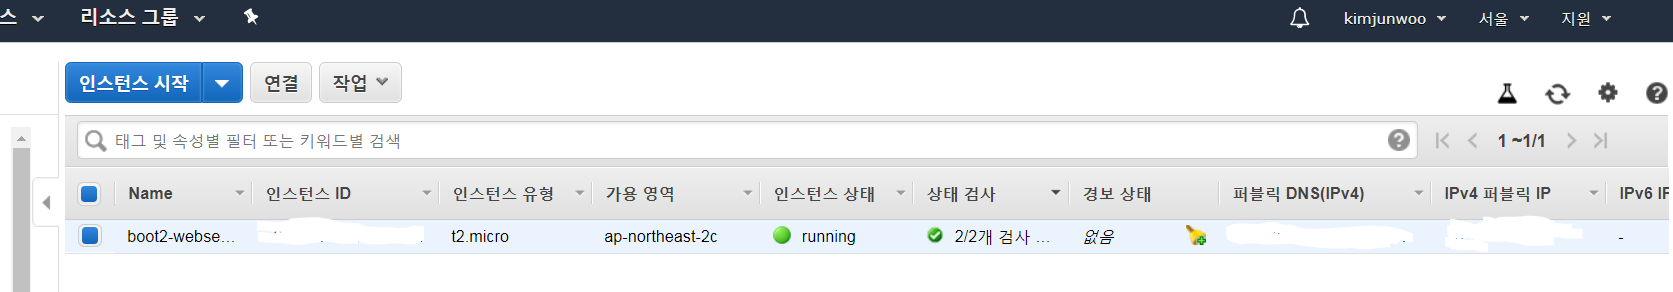 스 리소스 그룹 kimjunwoo 서울 지원
인스턴스 시작 연결 작업
태그 및 속성별 필터 또는 키워드별 검색 1 ~1/1
Name 인스턴스 ID 인스턴스 유형 가용 영역 인스턴스 상태 상태 검사 경보 상태 퍼블릭 DNS(IPv4) IPv4 퍼블릭 IP IPv6 IP
boot2-webse... t2.micro ap-northeast-2c running 2/2개 검사 ... 없음 -